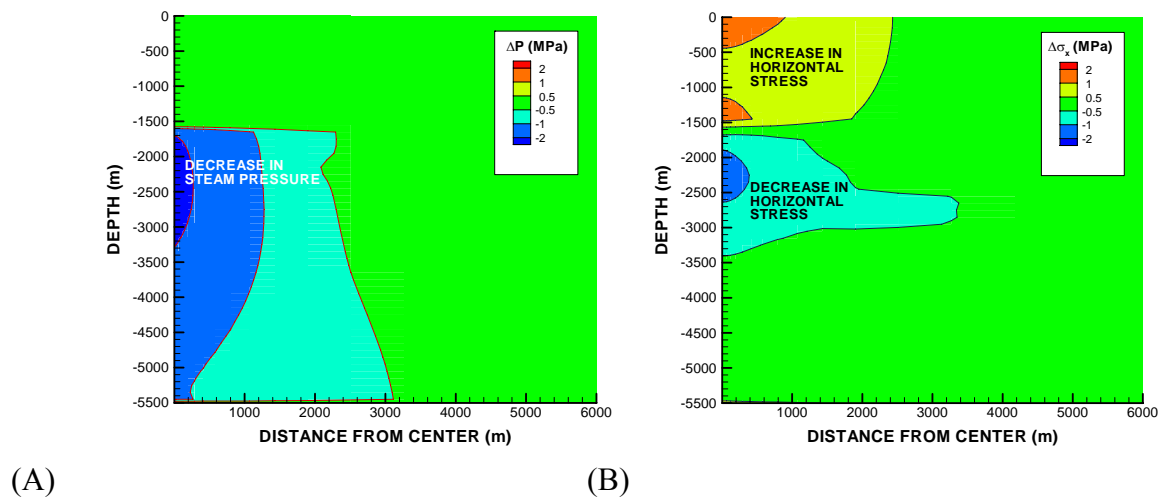 0
-500
-1000
-1500
-2000
-2500
-3000
-3500
-4000
-4500
-5000
-5500
DEPTH (m)
1000 2000 3000 4000 5000 6000
DISTANCE FROM CENTER (m)
ΔP (MPa)
2
1
0.5
-0.5
-1
-2
DECREASE IN
STEAM PRESSURE
(A)
0
-500
-1000
-1500
-2000
-2500
-3000
-3500
-4000
-4500
-5000
-5500
DEPTH (m)
1000 2000 3000 4000 5000 6000
DISTANCE FROM CENTER (m)
Δσx (MPa)
2
1
0.5
-0.5
-1
-2
INCREASE IN
HORIZONTAL
STRESS
DECREASE IN
HORIZONTAL
STRESS
(B)